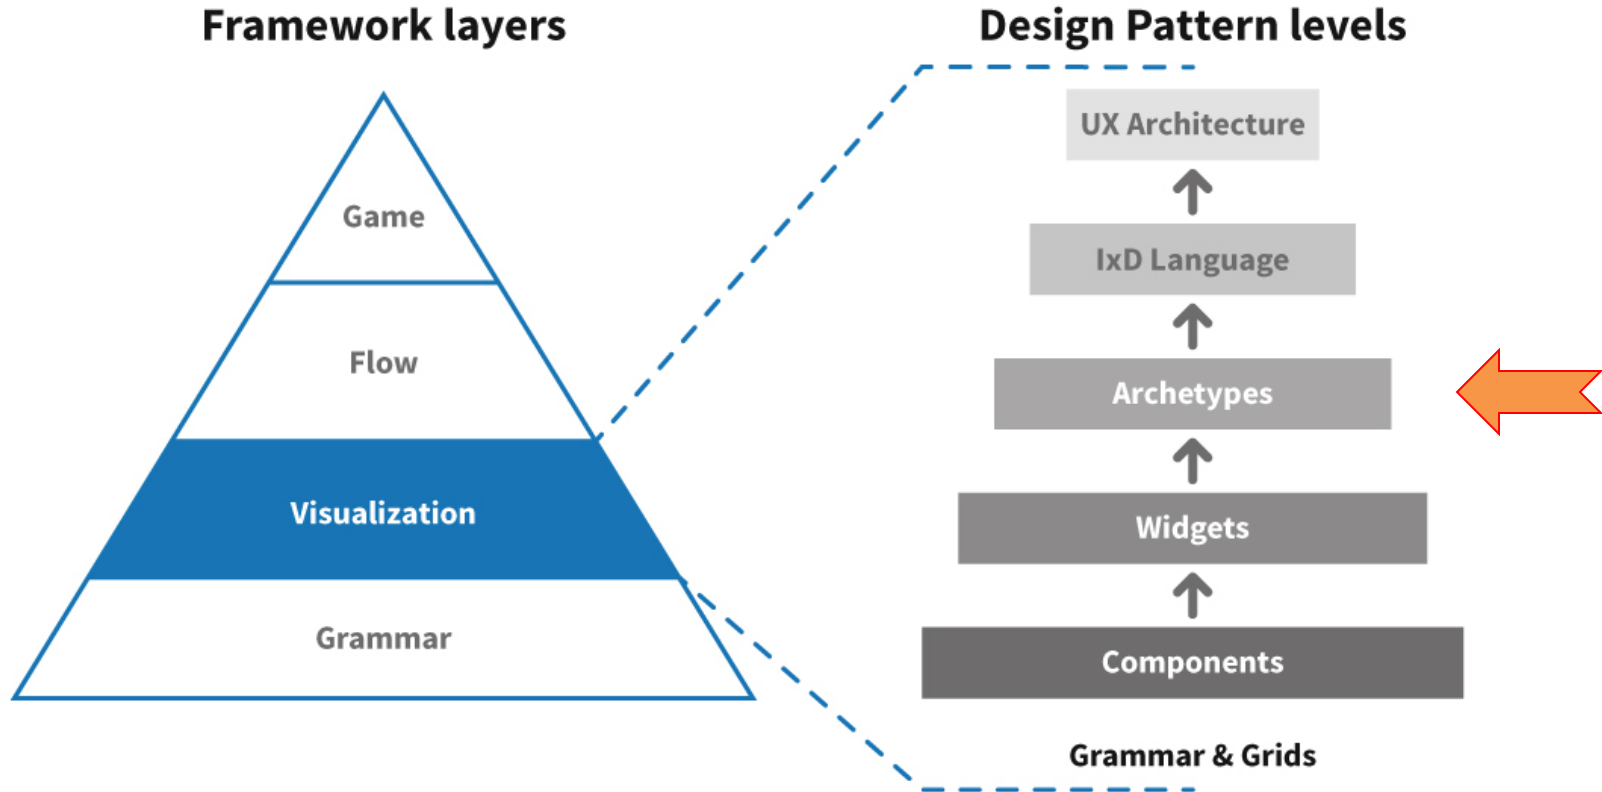 Framework layers
Game
Flow
Visualization
Grammar
Design Pattern levels
UX Architecture
IxD Language
Archetypes
Widgets
Components
Grammar & Grids